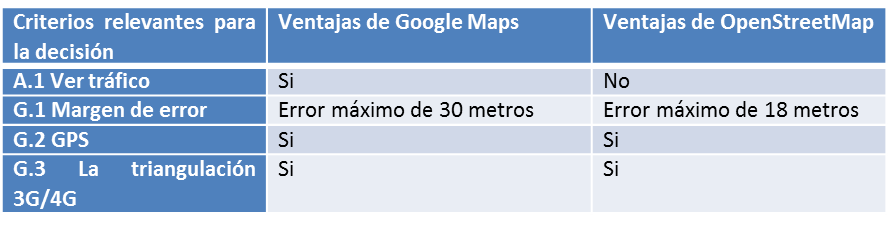 Criterios relevantes para la decisión Ventajas de Google Maps Ventajas de OpenStreetMap
A.1 Ver tráfico Si No
G.1 Margen de error Error máximo de 30 metros Error máximo de 18 metros
G.2 GPS Si Si
G.3 La triangulación 3G/4G Si Si